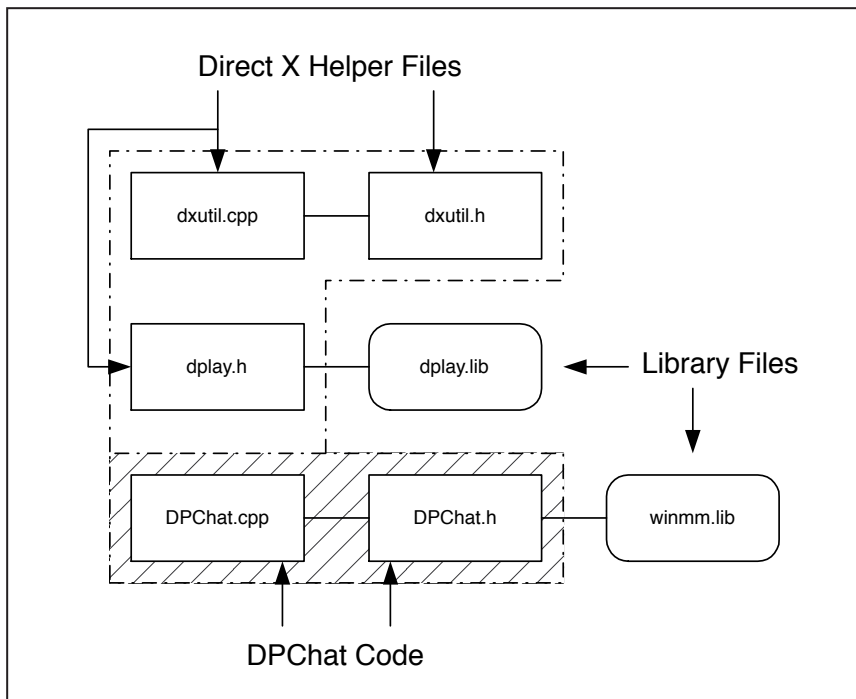 Direct X Helper Files
dxutil.cpp
dxutil.h
dplay.h
dplay.lib
Library Files
DPChat.cpp
DPChat.h
winmm.lib
DPChat Code